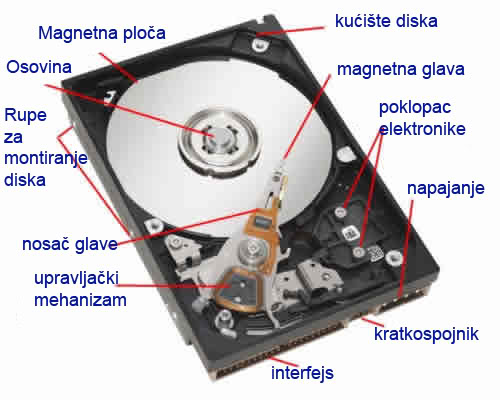 Magnetna ploča
kućište diska
Osovina
magnetna glava
Rupe
za
montiranje
diska
poklopac
elektronike
napajanje
nosač glave
upravljački
mehanizam
kratkospojnik
interfejs